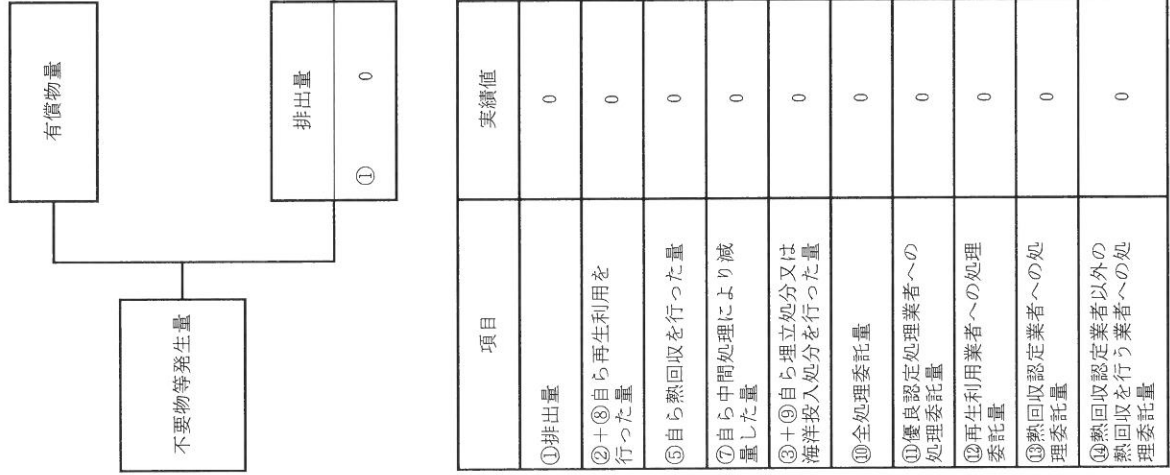 不要物等発生量
有償物量
排出量
① 0
項目 実績値
①排出量 0
②+⑧自ら再生利用を
行った量 0
⑤自ら熱回収を行った量 0
⑦自ら中間処理により減
量した量 0
③+⑨自ら埋立処分又は
海洋投入処分を行った量 0
⑩全処理委託量 0
⑪優良認定処理業者への
処理委託量 0
⑫再生利用業者への処理
委託量 0
⑬熱回収認定業者への処
理委託量 0
⑭熱回収認定業者以外の
熱回収を行う業者への処
理委託量 0